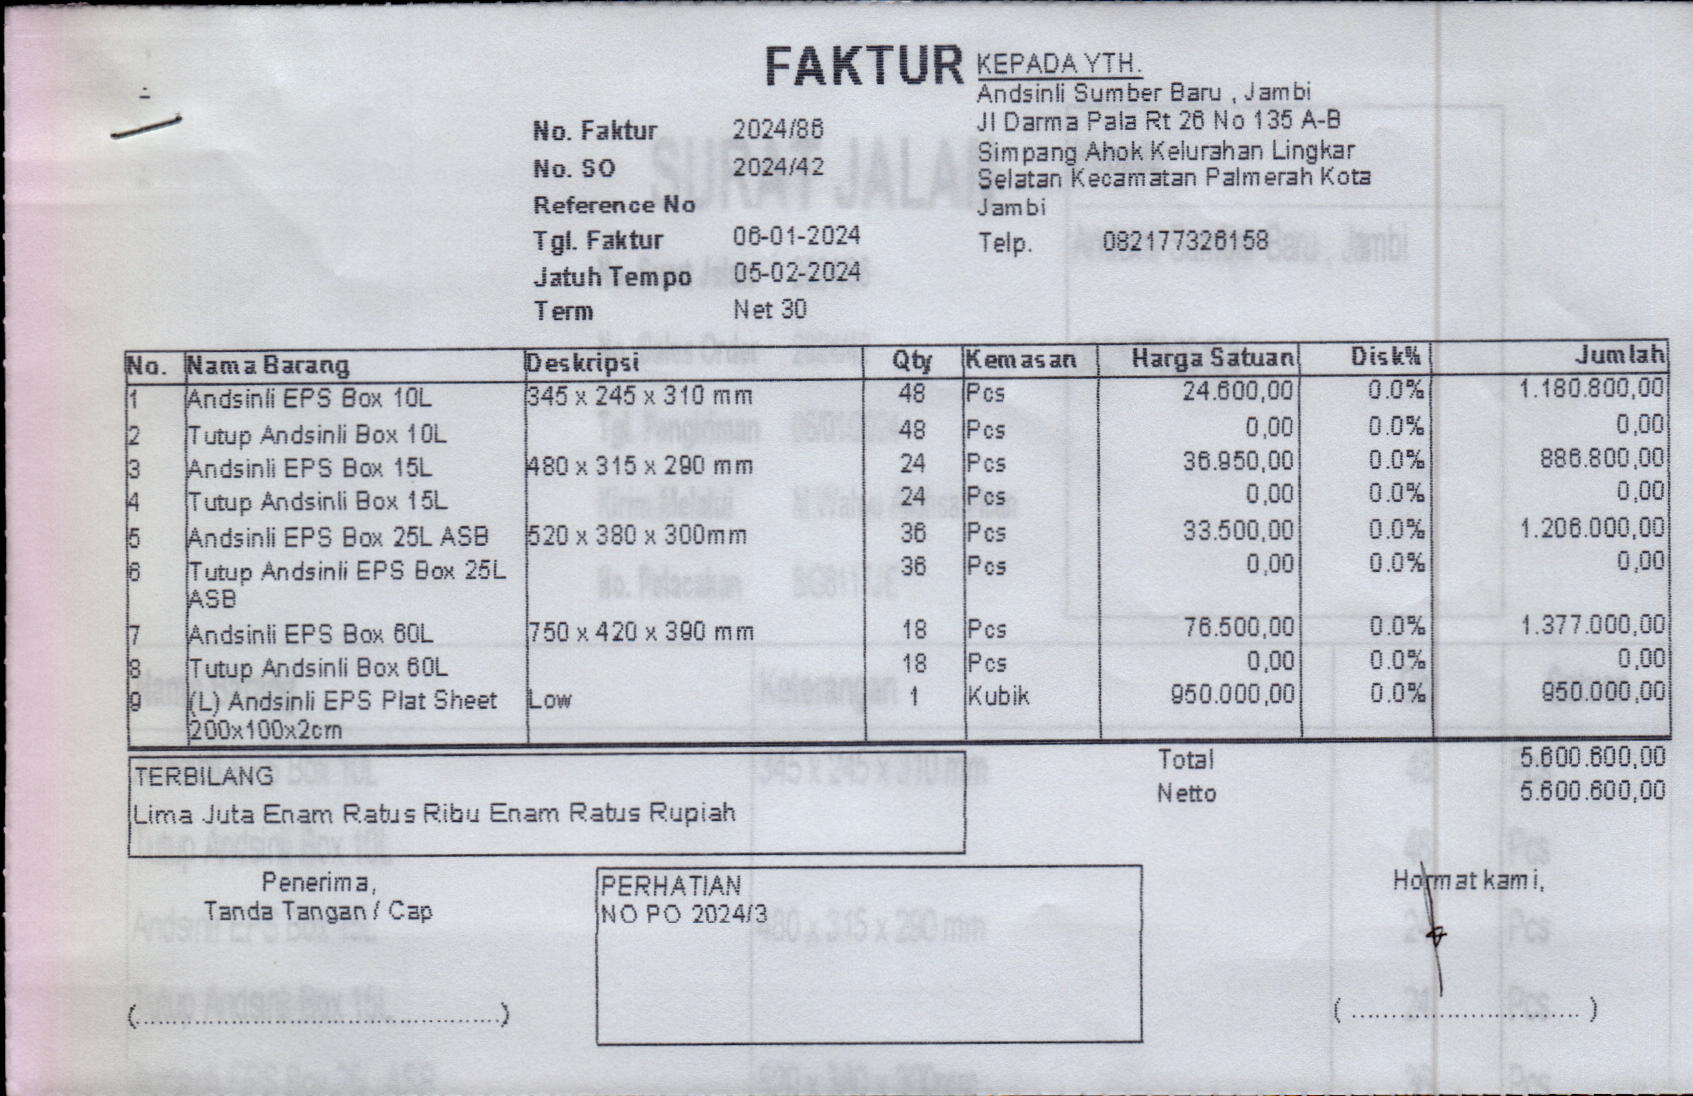 FAKTUR
KEPADA YTH.
Andsinli Sumber Baru , Jambi
Jl Darma Pala Rt 26 No 135 A-B
Simpang Ahok Kelurahan Lingkar
Selatan Kecamatan Palmerah Kota
Jambi
Telp. 082177326158
No. Faktur 2024/86
No. SO 2024/42
Reference No
Tgl. Faktur 06-01-2024
Jatuh Tempo 05-02-2024
Term Net 30
No. Nama Barang Deskripsi Qty Kemasan Harga Satuan Disk% Jumlah
1 Andsinli EPS Box 10L 345 x 245 x 310 mm 48 Pcs 24.600,00 0.0% 1.180.800,00
2 Tutup Andsinli Box 10L 48 Pcs 0,00 0.0% 0,00
3 Andsinli EPS Box 15L 480 x 315 x 290 mm 24 Pcs 36.950,00 0.0% 886.800,00
4 Tutup Andsinli Box 15L 24 Pcs 0,00 0.0% 0,00
5 Andsinli EPS Box 25L ASB 520 x 380 x 300mm 36 Pcs 33.500,00 0.0% 1.206.000,00
6 Tutup Andsinli EPS Box 25L 36 Pcs 0,00 0.0% 0,00
ASB
7 Andsinli EPS Box 60L 750 x 420 x 390 mm 18 Pcs 76.500,00 0.0% 1.377.000,00
8 Tutup Andsinli Box 60L 18 Pcs 0,00 0.0% 0,00
9 (L) Andsinli EPS Plat Sheet Low 1 Kubik 950.000,00 0.0% 950.000,00
200x100x2cm
Total 5.600.600,00
Netto 5.600.600,00
TERBILANG
Lima Juta Enam Ratus Ribu Enam Ratus Rupiah
Penerima,
Tanda Tangan / Cap
(............................................)
PERHATIAN
NO PO 2024/3
Hormat kami,
(............................)